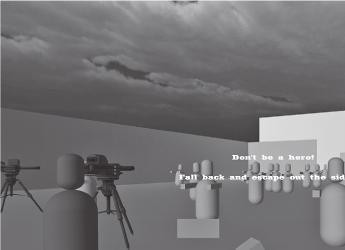 Don't be a hero!
Fall back and escape out the sid